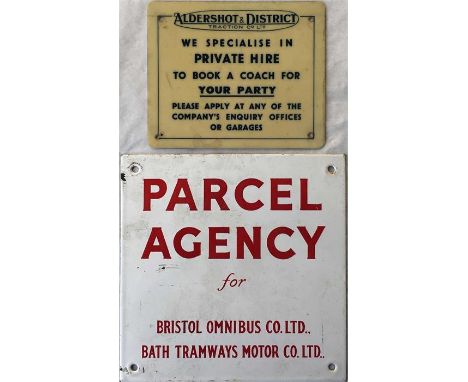 ALDERSHOT & DISTRICT
TRACTION CO LTD
WE SPECIALISE IN
PRIVATE HIRE
TO BOOK A COACH FOR
YOUR PARTY
PLEASE APPLY AT ANY OF THE
COMPANY'S ENQUIRY OFFICES
OR GARAGES
PARCEL
AGENCY
for
BRISTOL OMNIBUS CO. LTD.,
BATH TRAMWAYS MOTOR CO. LTD.,